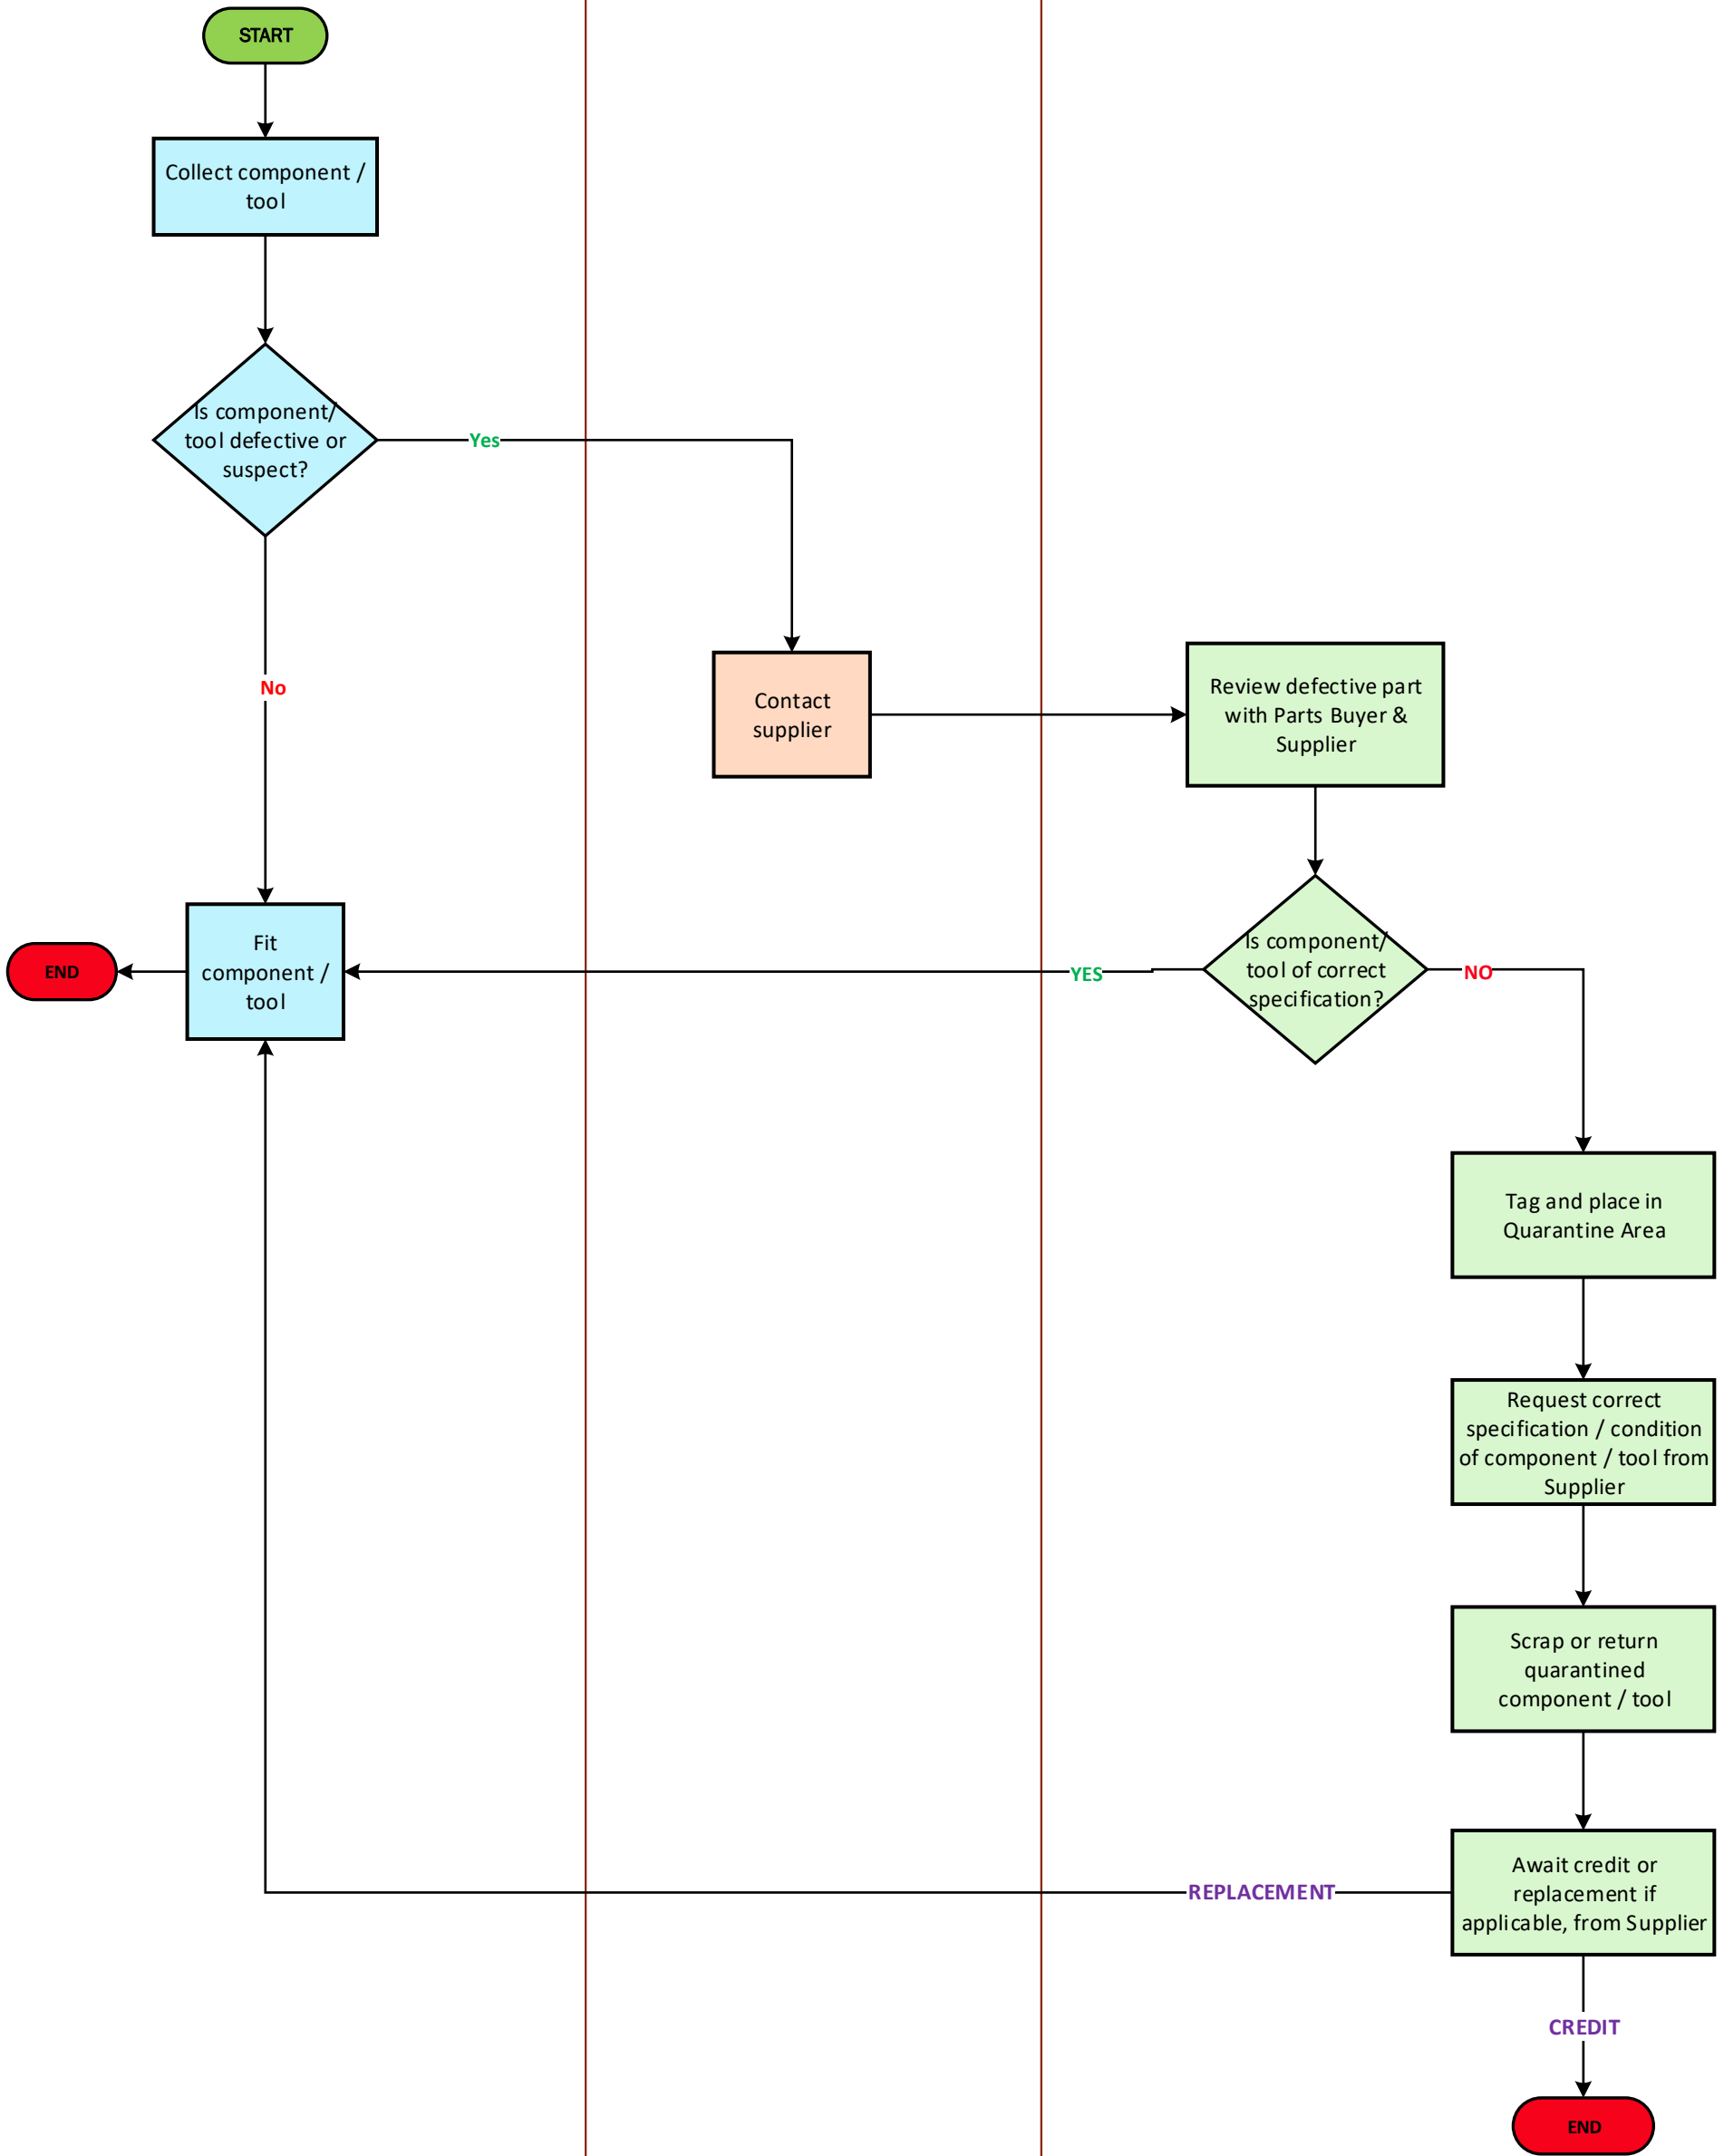 START
Collect component /
tool
Is component/
tool defective or
suspect?
Yes
No
Contact
supplier
Review defective part
with Parts Buyer &
Supplier
Is component/
tool of correct
specification?
YES
NO
Fit
component /
tool
END
Tag and place in
Quarantine Area
Request correct
specification / condition
of component / tool from
Supplier
Scrap or return
quarantined
component / tool
Await credit or
replacement if
applicable, from Supplier
REPLACEMENT
CREDIT
END